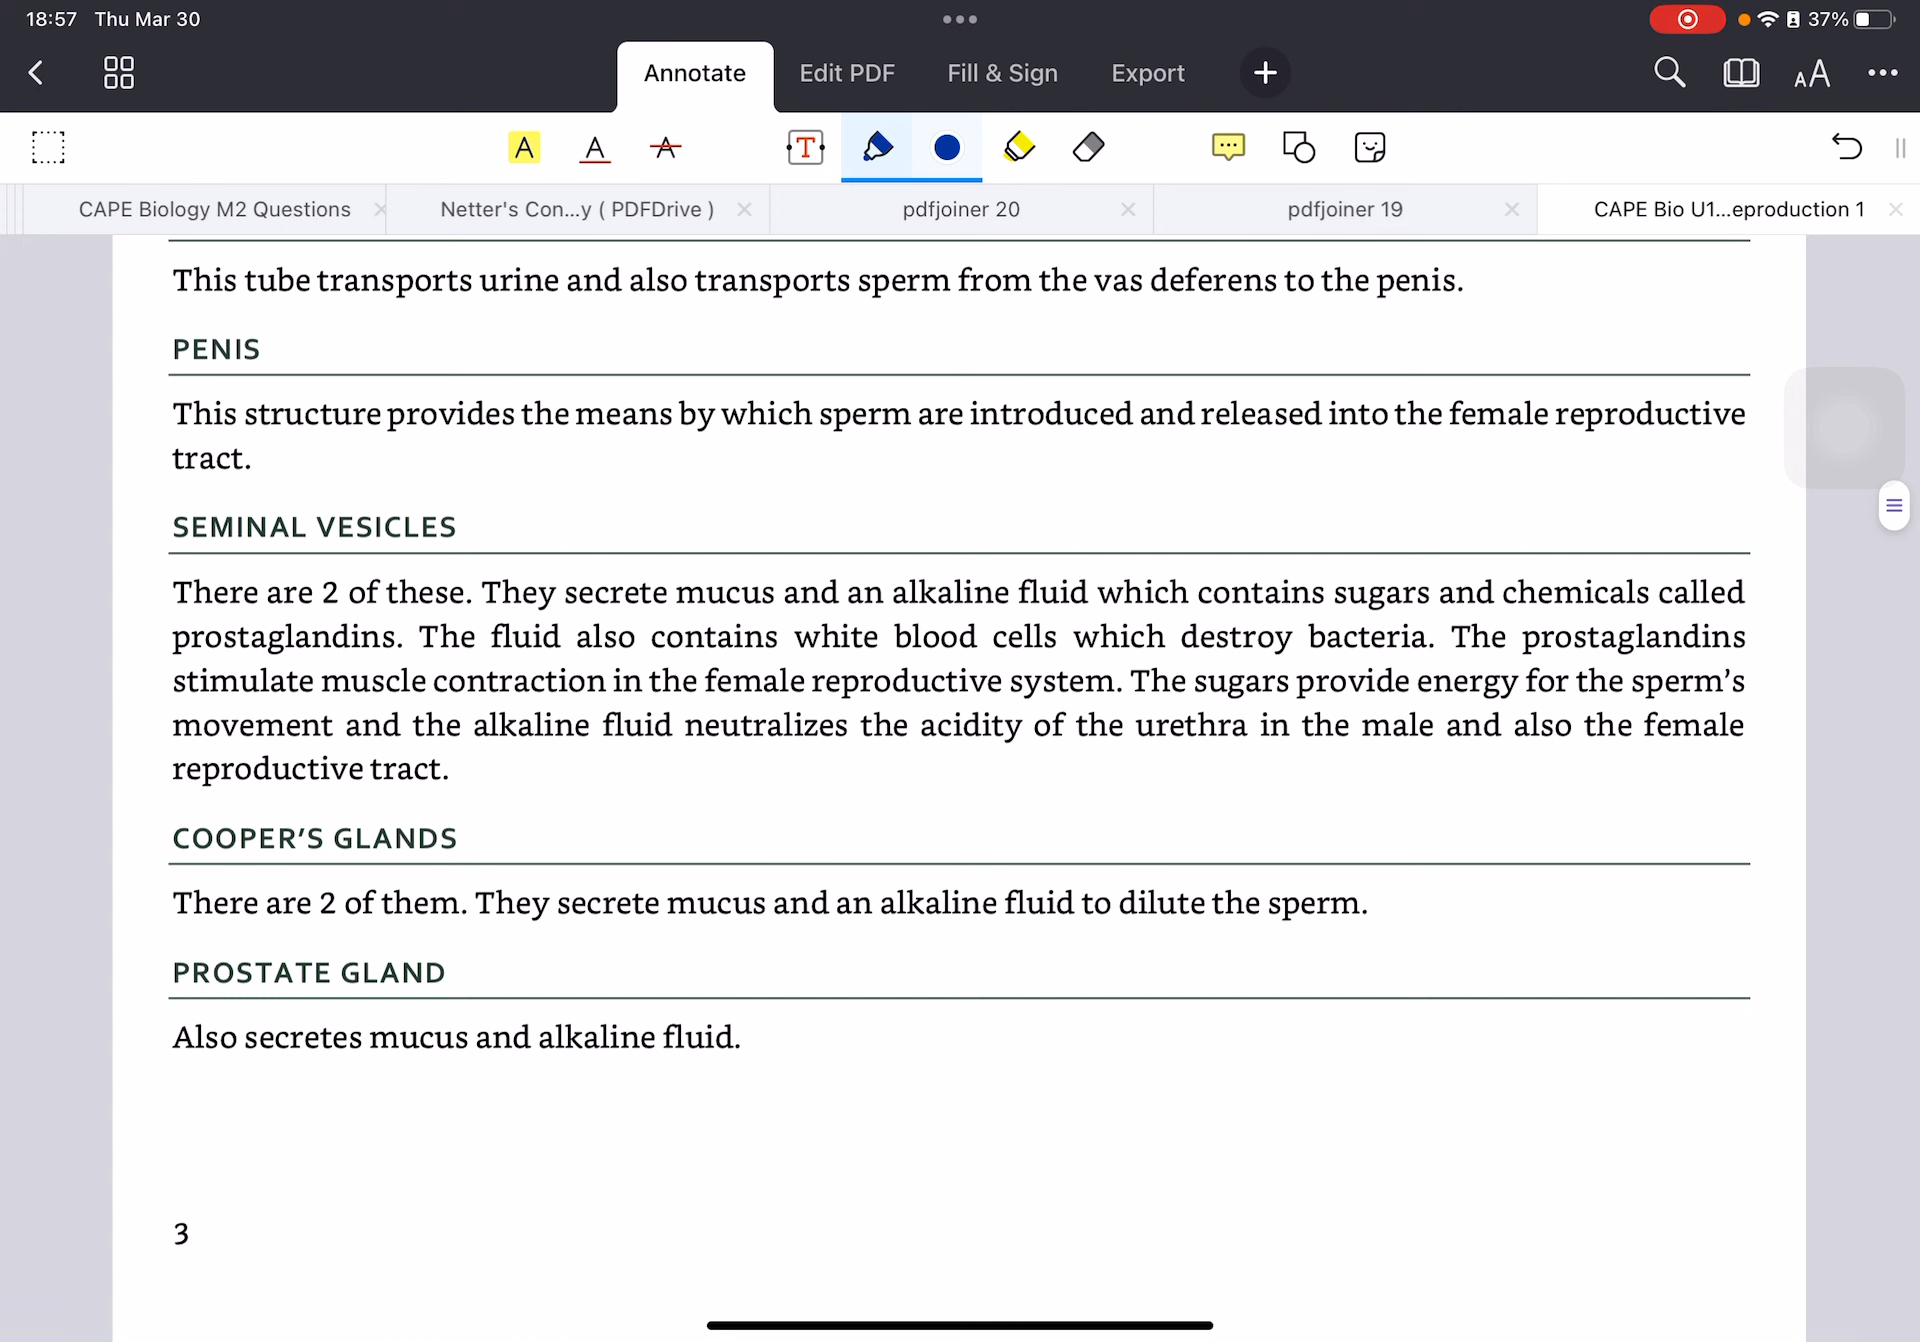 18:57 Thu Mar 30
37%
Annotate Edit PDF Fill & Sign Export
AA
A A A T
CAPE Biology M2 Questions Netter's Con...y ( PDFDrive ) pdfjoiner 20 pdfjoiner 19 CAPE Bio U1...eproduction 1
This tube transports urine and also transports sperm from the vas deferens to the penis.
PENIS
This structure provides the means by which sperm are introduced and released into the female reproductive
tract.
SEMINAL VESICLES
There are 2 of these. They secrete mucus and an alkaline fluid which contains sugars and chemicals called
prostaglandins. The fluid also contains white blood cells which destroy bacteria. The prostaglandins
stimulate muscle contraction in the female reproductive system. The sugars provide energy for the sperm’s
movement and the alkaline fluid neutralizes the acidity of the urethra in the male and also the female
reproductive tract.
COOPER’S GLANDS
There are 2 of them. They secrete mucus and an alkaline fluid to dilute the sperm.
PROSTATE GLAND
Also secretes mucus and alkaline fluid.
3